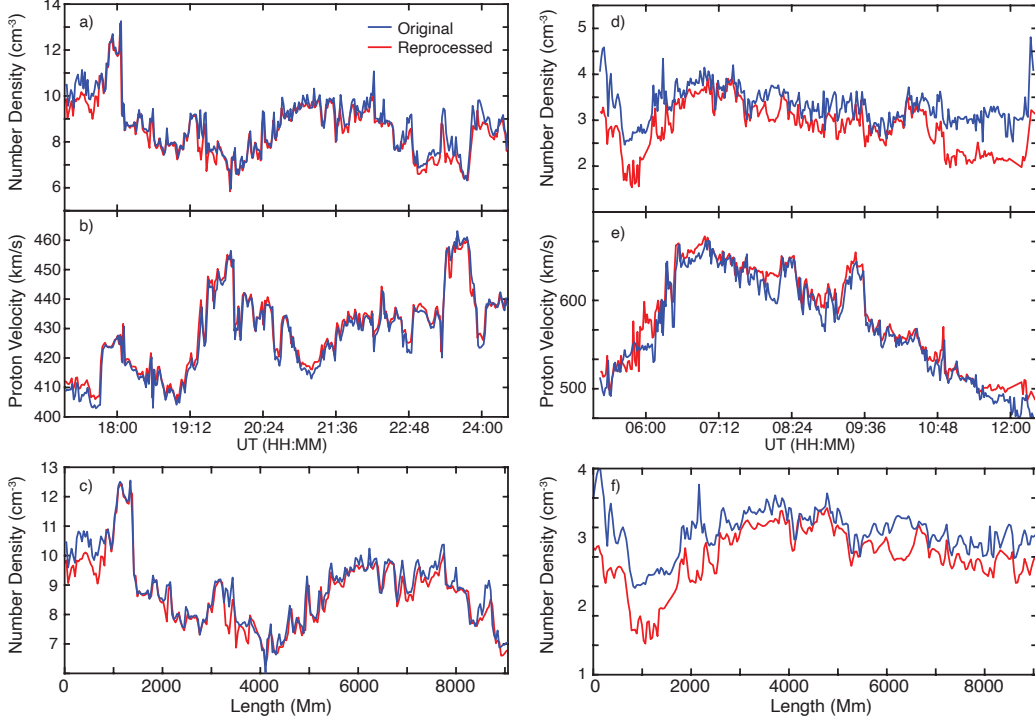 a)
Original
Reprocessed
Number Density (cm⁻³)
14
12
10
8
6
b)
Proton Velocity (km/s)
460
450
440
430
420
410
400
18:00 19:12 20:24 21:36 22:48 24:00
UT (HH:MM)
c)
Number Density (cm⁻³)
13
12
11
10
9
8
7
0 2000 4000 6000 8000
Length (Mm)
d)
Number Density (cm⁻³)
5
4
3
2
e)
Proton Velocity (km/s)
600
500
06:00 07:12 08:24 09:36 10:48 12:00
UT (HH:MM)
f)
Number Density (cm⁻³)
4
3
2
1
0 2000 4000 6000 8000
Length (Mm)